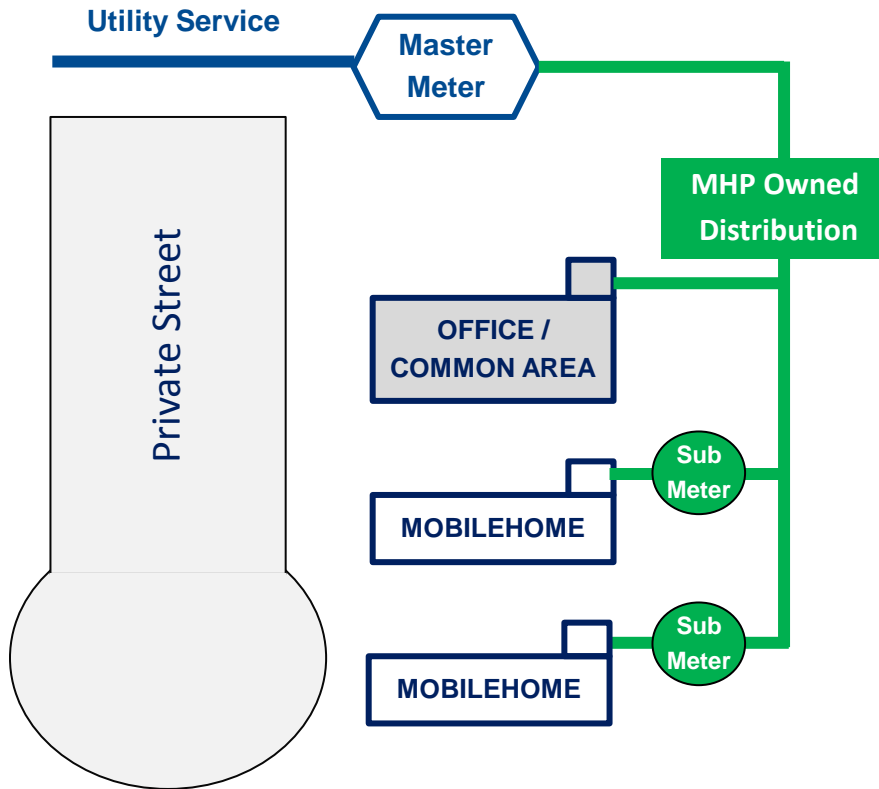 Utility Service
Master
Meter
MHP Owned
Distribution
Private Street
OFFICE /
COMMON AREA
Sub
Meter
MOBILEHOME
Sub
Meter
MOBILEHOME